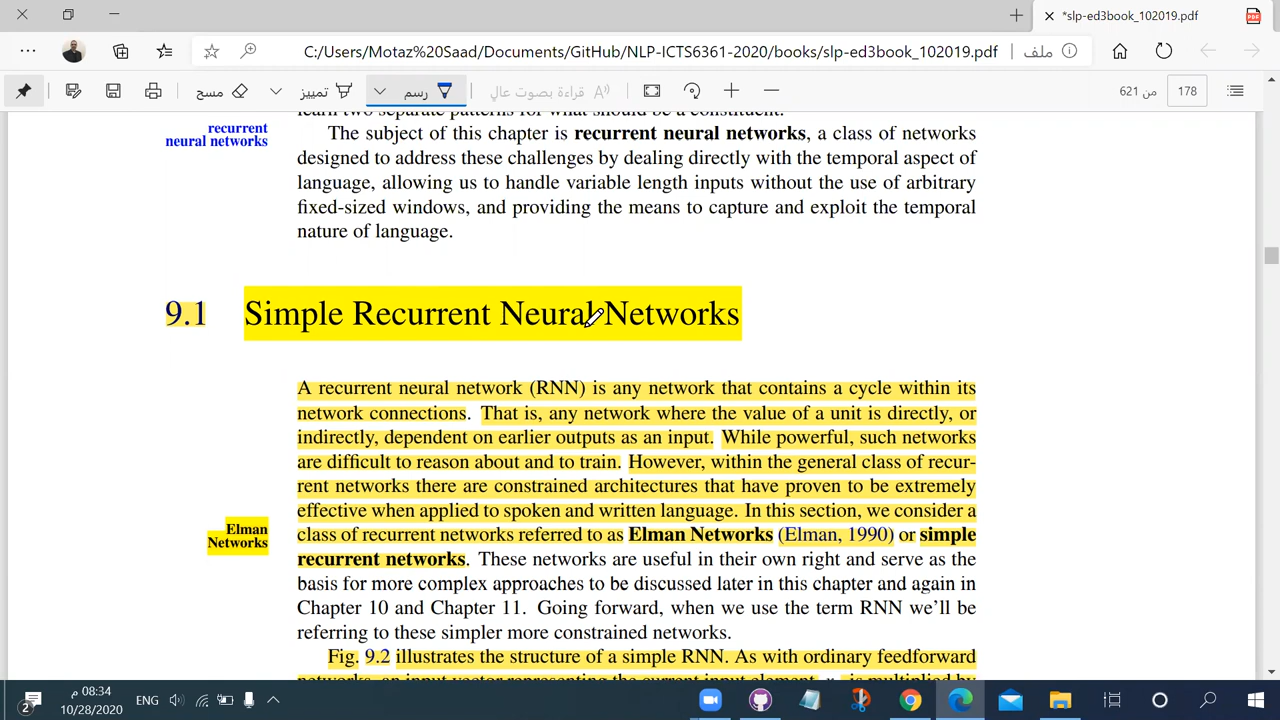 *slp-ed3book_102019.pdf
C:/Users/Motaz%20Saad/Documents/GitHub/NLP-ICTS6361-2020/books/slp-ed3book_102019.pdf
ملف
مسح
تمييز
رسم
قراءة بصوت عالٍ
من 621
178
The subject of this chapter is recurrent neural networks, a class of networks
designed to address these challenges by dealing directly with the temporal aspect of
language, allowing us to handle variable length inputs without the use of arbitrary
fixed-sized windows, and providing the means to capture and exploit the temporal
nature of language.
recurrent
neural networks
9.1 Simple Recurrent Neural Networks
A recurrent neural network (RNN) is any network that contains a cycle within its
network connections. That is, any network where the value of a unit is directly, or
indirectly, dependent on earlier outputs as an input. While powerful, such networks
are difficult to reason about and to train. However, within the general class of recur-
rent networks there are constrained architectures that have proven to be extremely
effective when applied to spoken and written language. In this section, we consider a
class of recurrent networks referred to as Elman Networks (Elman, 1990) or simple
recurrent networks. These networks are useful in their own right and serve as the
basis for more complex approaches to be discussed later in this chapter and again in
Chapter 10 and Chapter 11. Going forward, when we use the term RNN we'll be
referring to these simpler more constrained networks.
Elman
Networks
Fig. 9.2 illustrates the structure of a simple RNN. As with ordinary feedforward
2
08:34 م
10/28/2020
ENG